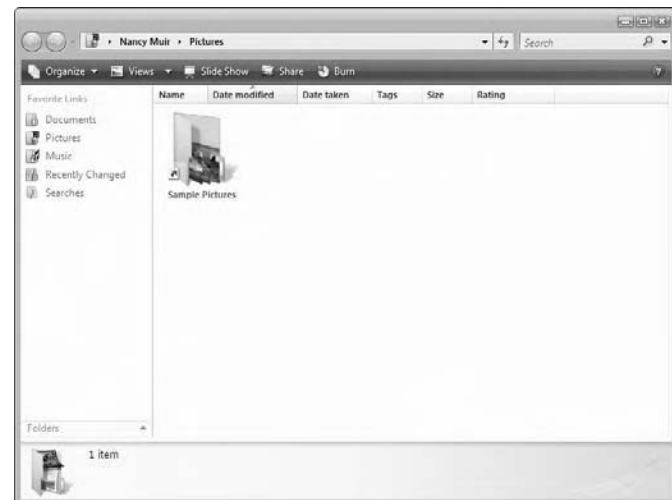 Nancy Muir Pictures
Search
Organize Views Slide Show Share Burn ?
Favorite Links
Documents
Pictures
Music
Recently Changed
Searches
Name Date modified Date taken Tags Size Rating
Sample Pictures
Folders
1 item